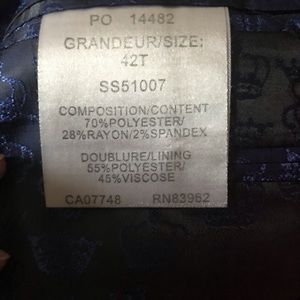 PO 14482
GRANDEUR/SIZE:
42T
SS51007
COMPOSITION/CONTENT
70%POLYESTER/
28%RAYON/2%SPANDEX
DOUBLURE/LINING
55%POLYESTER/
45%VISCOSE
CA07748 RN83962